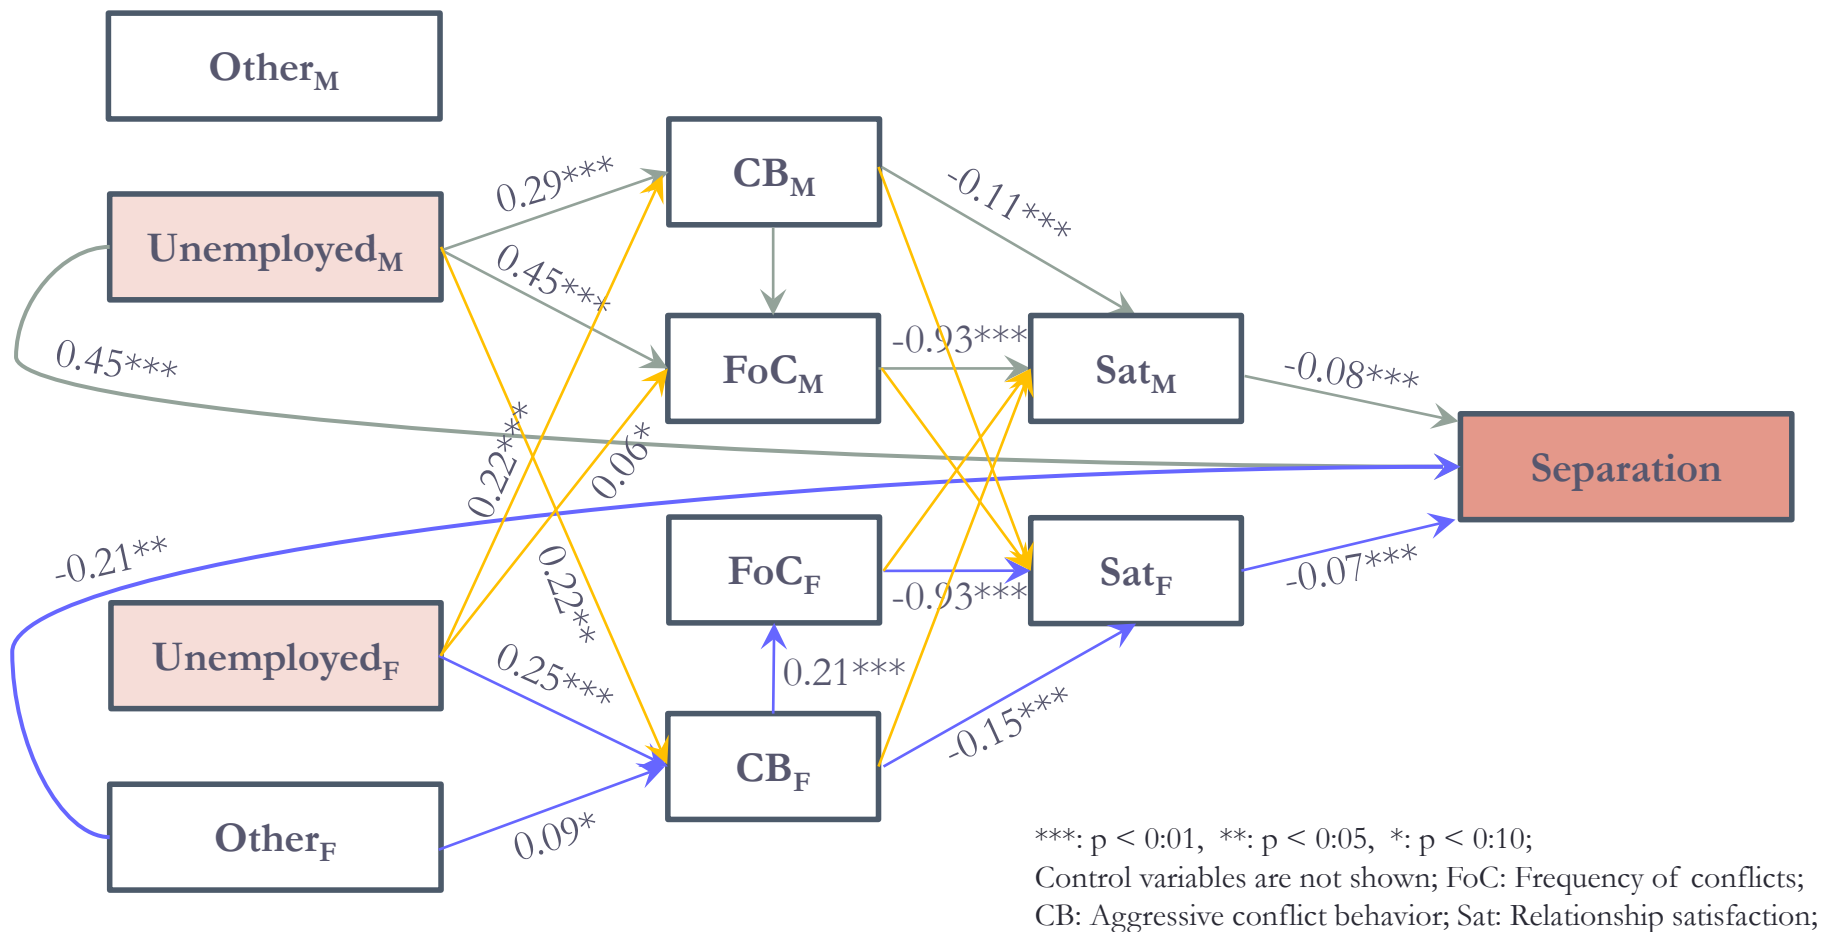 Other_M
CB_M
0.29***
-0.11***
Unemployed_M
0.45***
-0.93***
0.45***
FoC_M
Sat_M
-0.08***
0.22***
0.06*
Separation
-0.21**
0.22**
FoC_F
Sat_F
-0.93***
-0.07***
Unemployed_F
0.25***
0.21***
-0.15***
CB_F
Other_F
0.09*
***: p < 0:01, **: p < 0:05, *: p < 0:10;
Control variables are not shown; FoC: Frequency of conflicts;
CB: Aggressive conflict behavior; Sat: Relationship satisfaction;